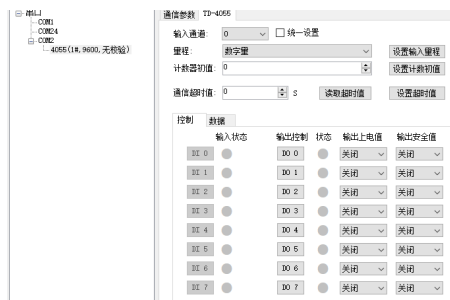 串口
COM1
COM24
COM2
4055(1#,9600,无校验)
通信参数 TD-4055
输入通道: 0 统一设置
量程: 数字量 设置输入量程
计数器初值: 0 设置计数初值
通信超时值: 0 S 读取超时值 设置超时值
控制 数据
输入状态 输出控制 状态 输出上电值 输出安全值
DI 0 DO 0 关闭 关闭
DI 1 DO 1 关闭 关闭
DI 2 DO 2 关闭 关闭
DI 3 DO 3 关闭 关闭
DI 4 DO 4 关闭 关闭
DI 5 DO 5 关闭 关闭
DI 6 DO 6 关闭 关闭
DI 7 DO 7 关闭 关闭